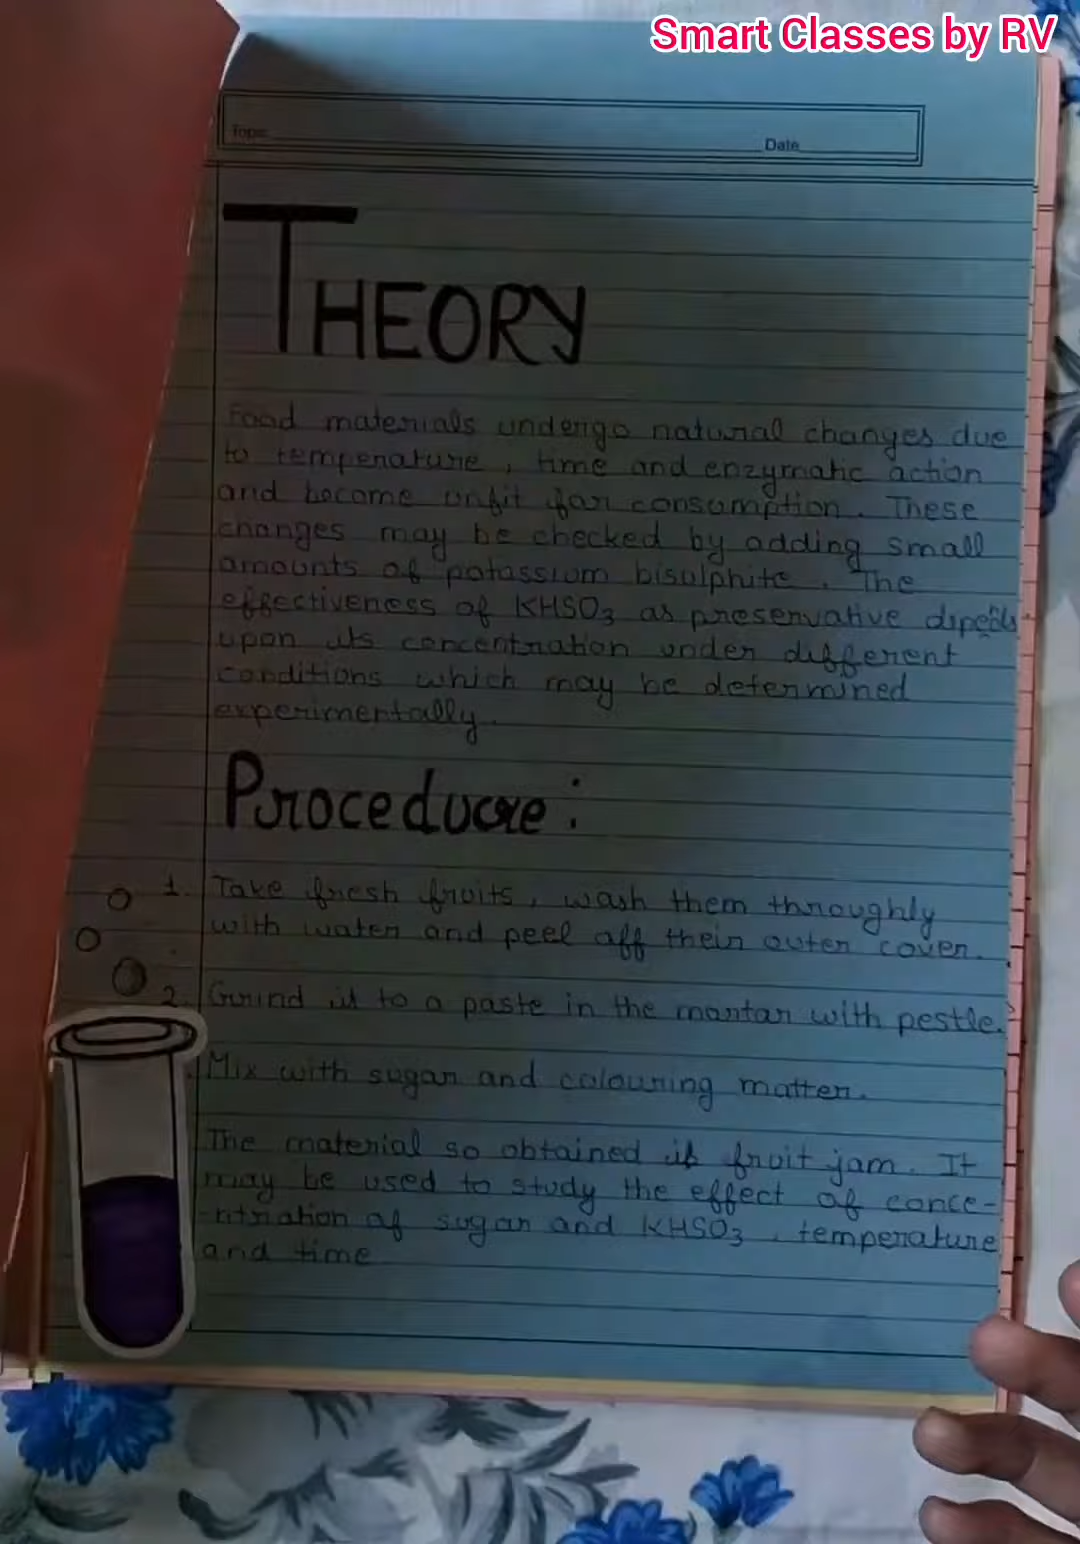 Smart Classes by RV
Topic
Date
THEORY
Food materials undergo natural changes due
to temperature, time and enzymatic action
and become unfit for consumption. These
changes may be checked by adding small
amounts of potassium bisulphite. The
effectiveness of KHSO3 as preservative
upon its concentration under different
conditions which may be determined
experimentally.
Procedure:
1. Take fresh fruits, wash them throughly
with water and peel off their outer cover.
2. Grind it to a paste in the mortar with pestle.
Mix with sugar and colouring matter.
The material so obtained is fruit jam. It
may be used to study the effect of conce-
-ntration of sugar and KHSO3, temperature
and time